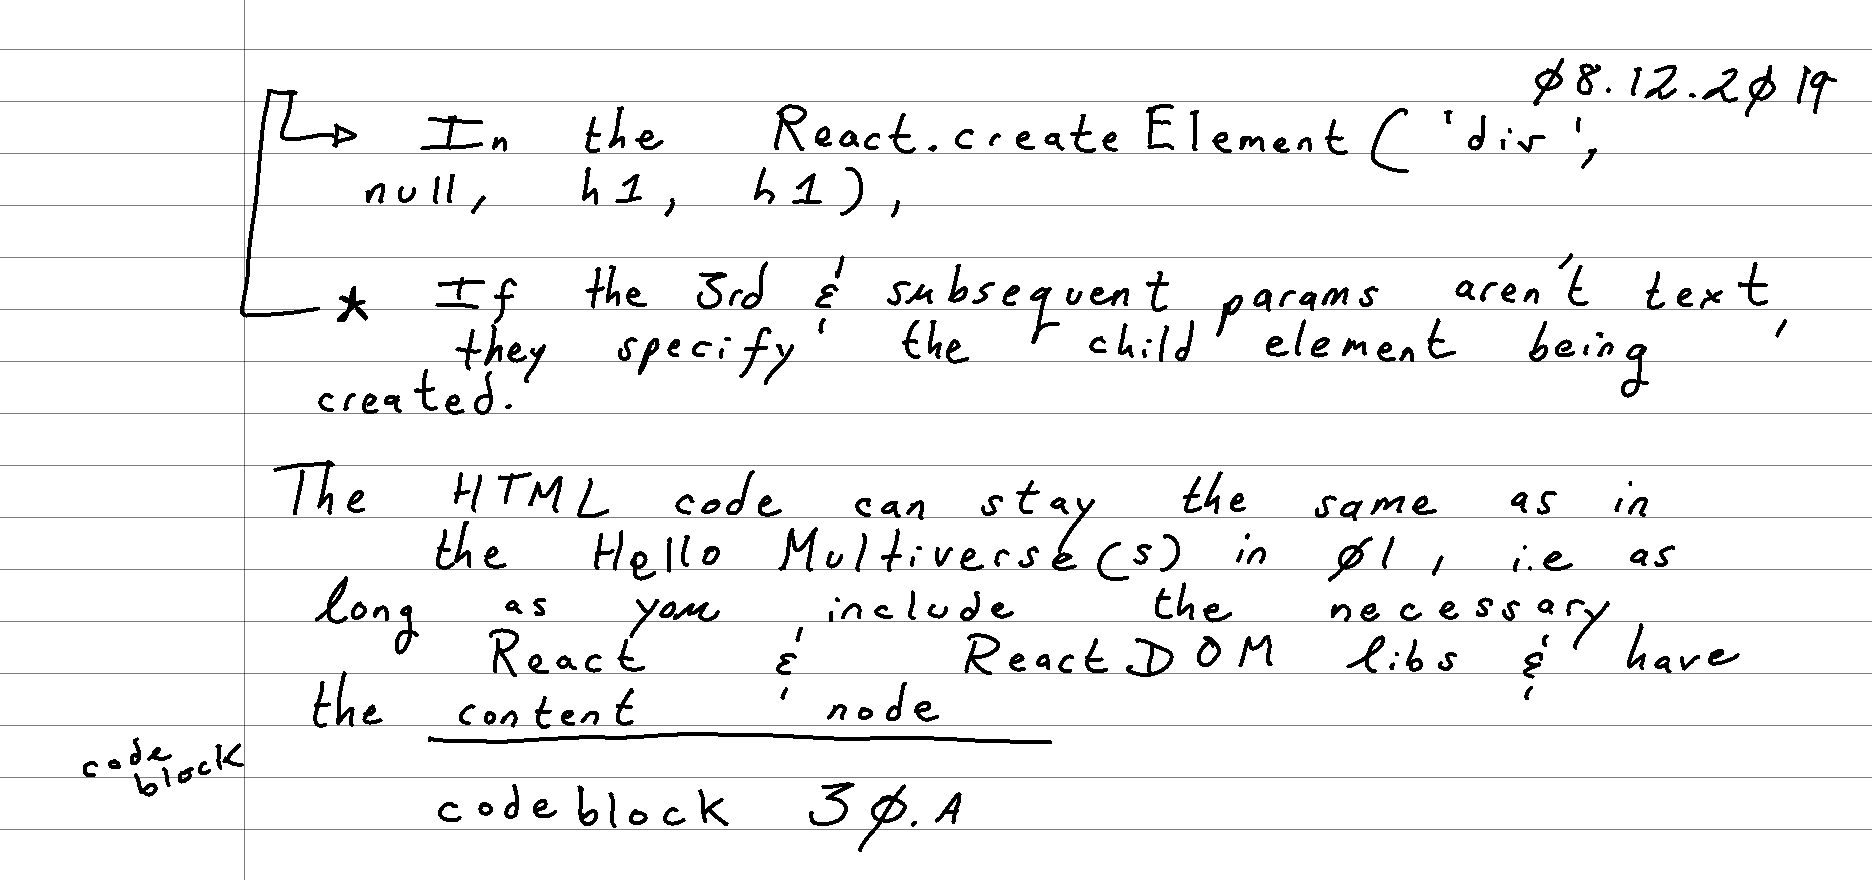 Ø8.12.2Ø19
In the React.createElement('div',
null, h1, h1),
* If the 3rd & subsequent params aren't text,
they specify the child element being
created.
The HTML code can stay the same as in
the Hello Multiverse(s) in Ø1, i.e as
long as you include the necessary
React & ReactDOM libs & have
the content node
code
block
codeblock 3Ø.A